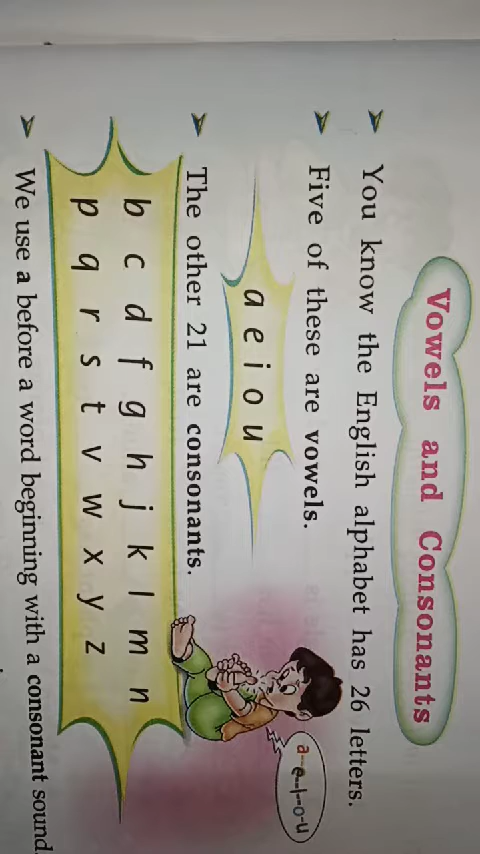 Vowels and Consonants
➤ You know the English alphabet has 26 letters.
➤ Five of these are vowels.
a e i o u
➤ The other 21 are consonants.
b c d f g h j k l m n
p q r s t v w x y z
a--e--I--o-u
➤ We use a before a word beginning with a consonant sound